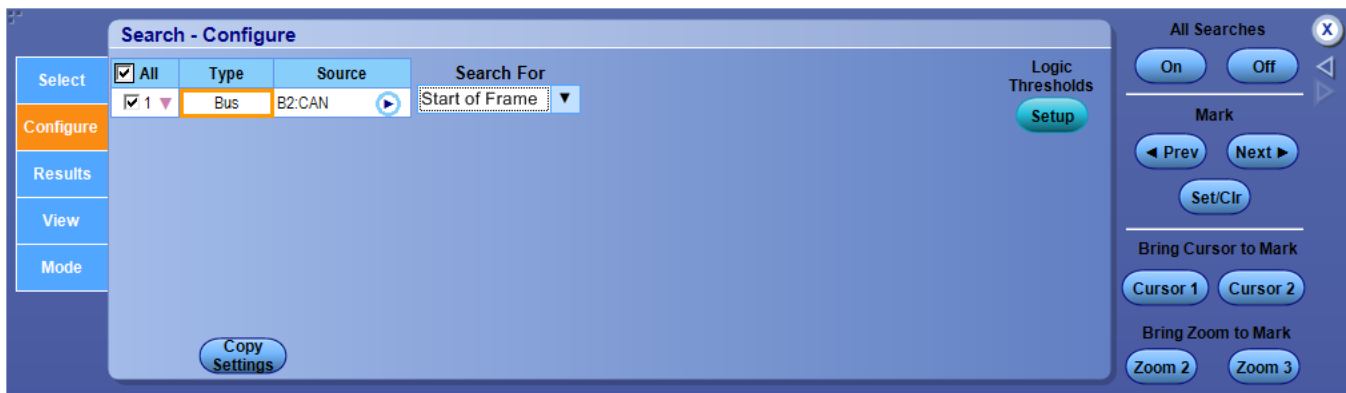 Search - Configure
Select
Configure
Results
View
Mode
All Type Source
1 Bus B2:CAN
Search For
Start of Frame
Logic
Thresholds
Setup
Copy
Settings
All Searches
X
On Off
Mark
◄ Prev Next ►
Set/Clr
Bring Cursor to Mark
Cursor 1 Cursor 2
Bring Zoom to Mark
Zoom 2 Zoom 3